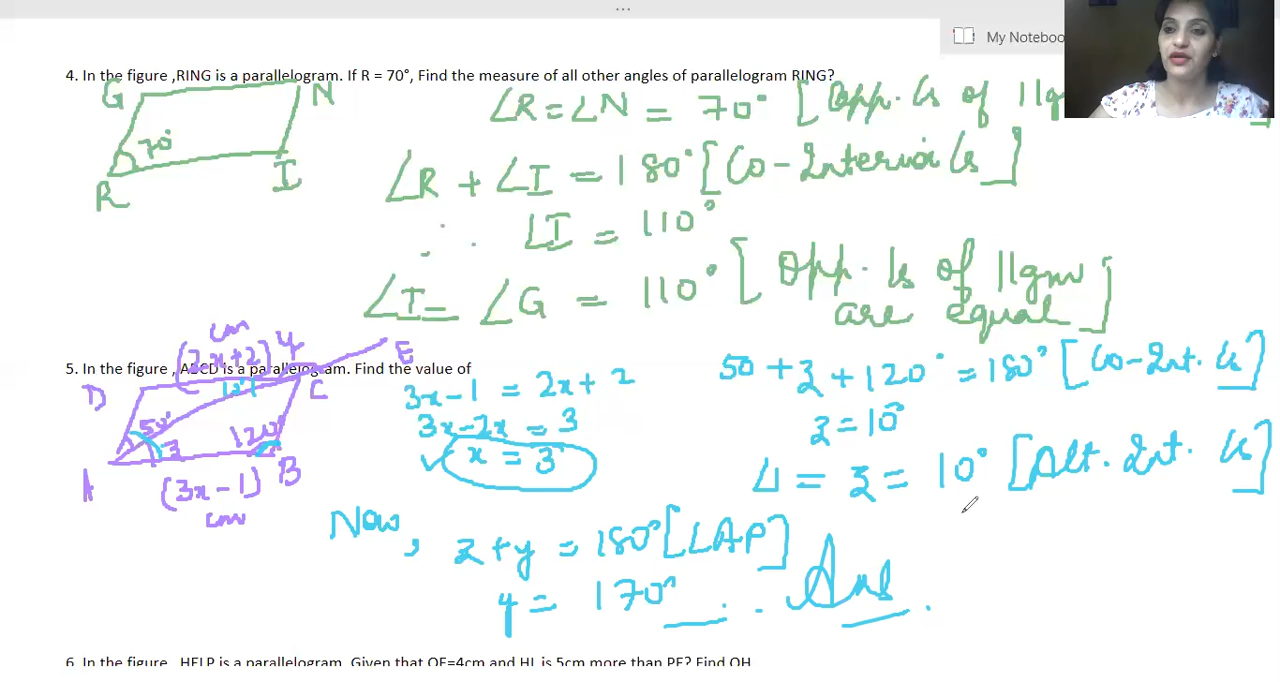 ...
My Notebo
4. In the figure ,RING is a parallelogram. If R = 70°, Find the measure of all other angles of parallelogram RING?
G N
70°
R I
∠R = ∠N = 70° [Opp. ∠s of ||gm
∠R + ∠I = 180° [Co-Interior ∠s]
∴ ∠I = 110°
∠I = ∠G = 110° [Opp. ∠s of ||gm are equal]
5. In the figure , ABCD is a parallelogram. Find the value of
(2x+2) cm
D C E
y
50° z 120°
A B
(3x-1) cm
3x-1 = 2x+2
3x-2x = 3
✓ x = 3
50 + z + 120° = 180° [Co-Int. ∠s]
z = 10°
= z = 10° [Alt. Int. ∠s]
Now, z+y = 180° [LAP]
y = 170° Ans.
6. In the figure , HELP is a parallelogram. Given that OE=4cm and HL is 5cm more than PE? Find OH.